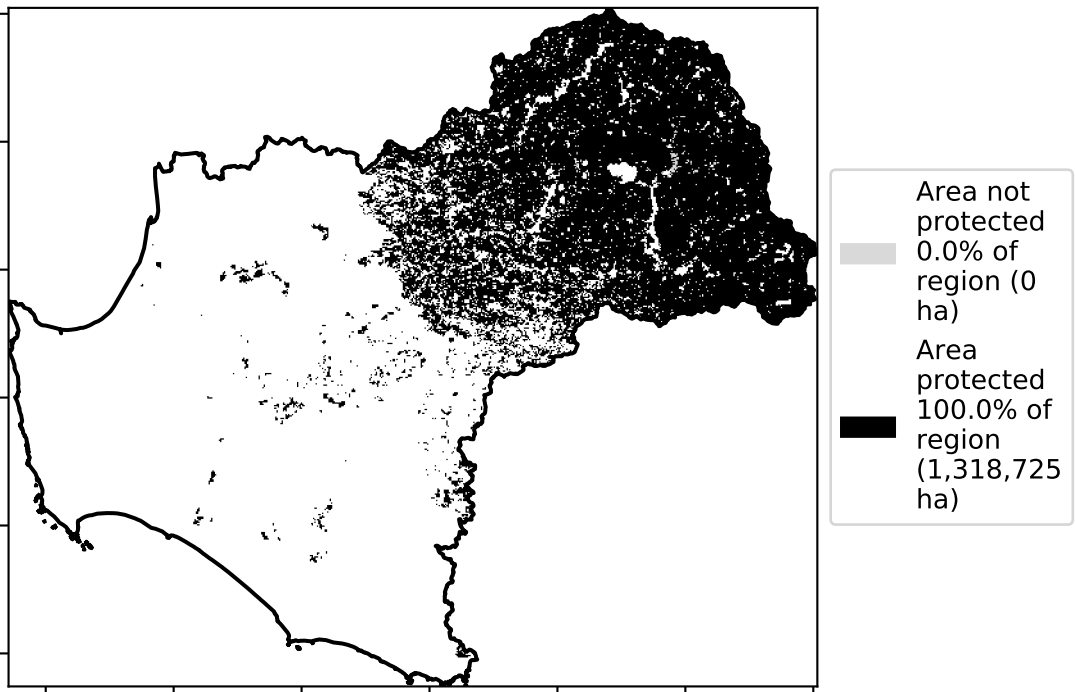 Area not
protected
0.0% of
region (0
ha)
Area
protected
100.0% of
region
(1,318,725
ha)